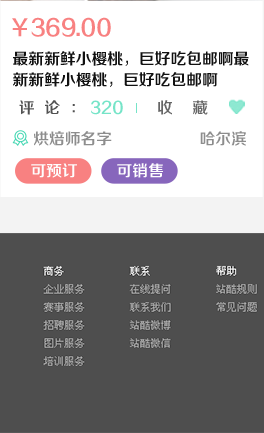 ¥369.00
最新新新鲜小樱桃，巨好吃包邮啊最
新新新鲜小樱桃，巨好吃包邮啊
评 论：320 收 藏
烘焙师名字 哈尔滨
可预订 可销售
商务 联系 帮助
企业服务 在线提问 站酷规则
赛事服务 联系我们 常见问题
招聘服务 站酷微博
图片服务 站酷微信
培训服务